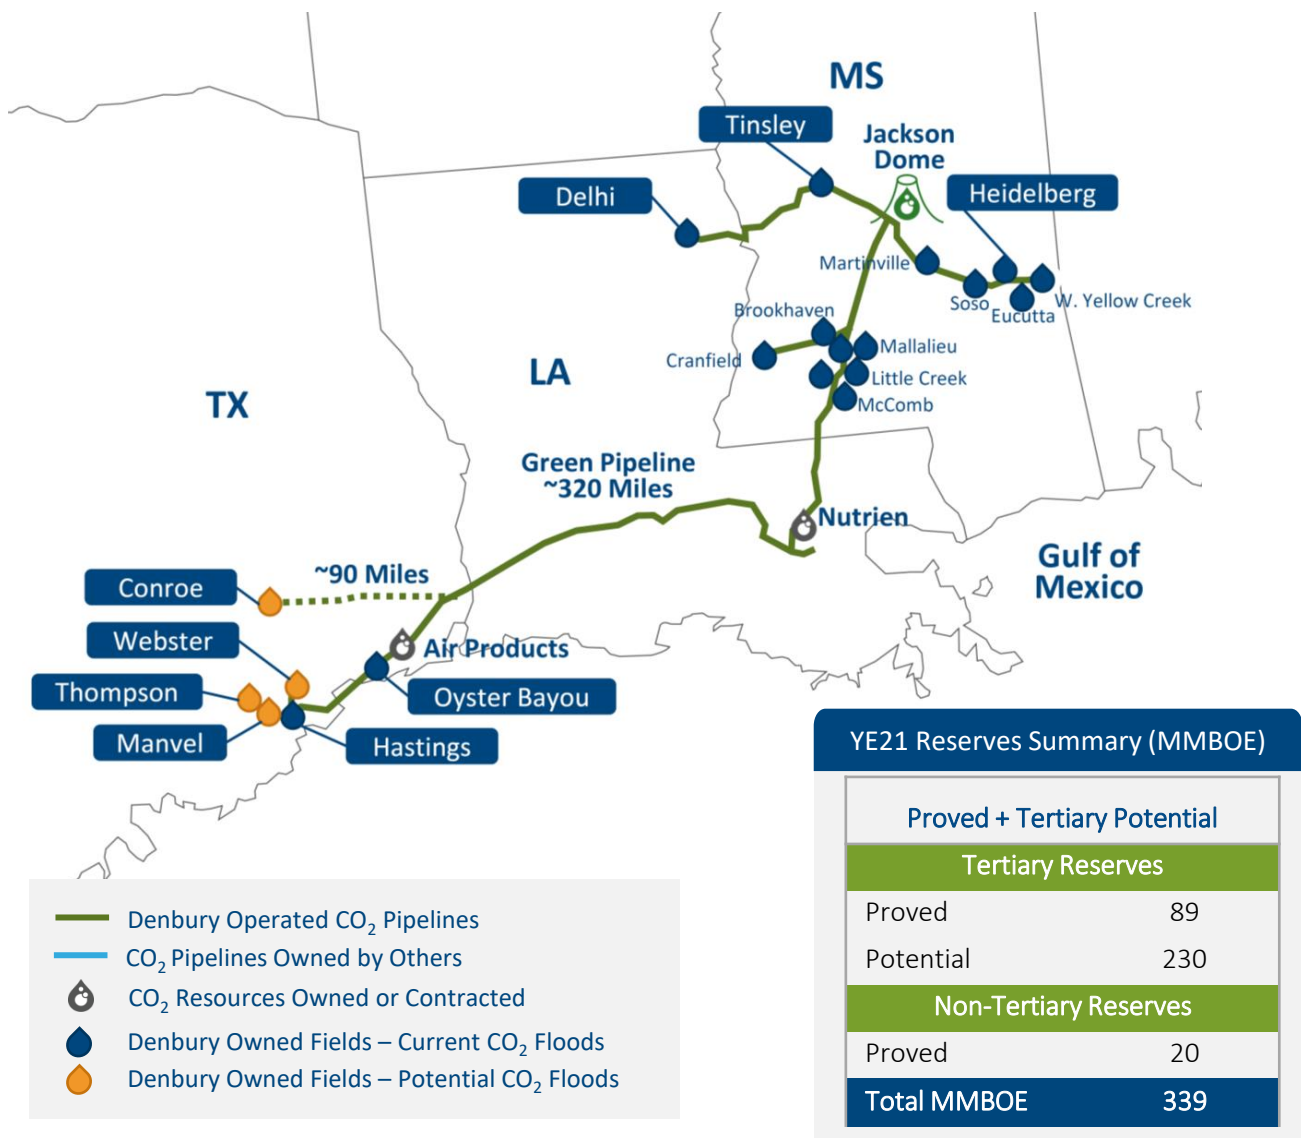 MS
Tinsley
Jackson
Dome
Delhi
Heidelberg
Martinville
Soso
Eucutta
W. Yellow Creek
Brookhaven
Cranfield
Mallalieu
Little Creek
McComb
LA
TX
Green Pipeline
~320 Miles
Nutrien
Gulf of
Mexico
~90 Miles
Conroe
Webster
Air Products
Thompson
Oyster Bayou
Manvel
Hastings
Denbury Operated CO2 Pipelines
CO2 Pipelines Owned by Others
CO2 Resources Owned or Contracted
Denbury Owned Fields – Current CO2 Floods
Denbury Owned Fields – Potential CO2 Floods
YE21 Reserves Summary (MMBOE)
Proved + Tertiary Potential
Tertiary Reserves
Proved 89
Potential 230
Non-Tertiary Reserves
Proved 20
Total MMBOE 339